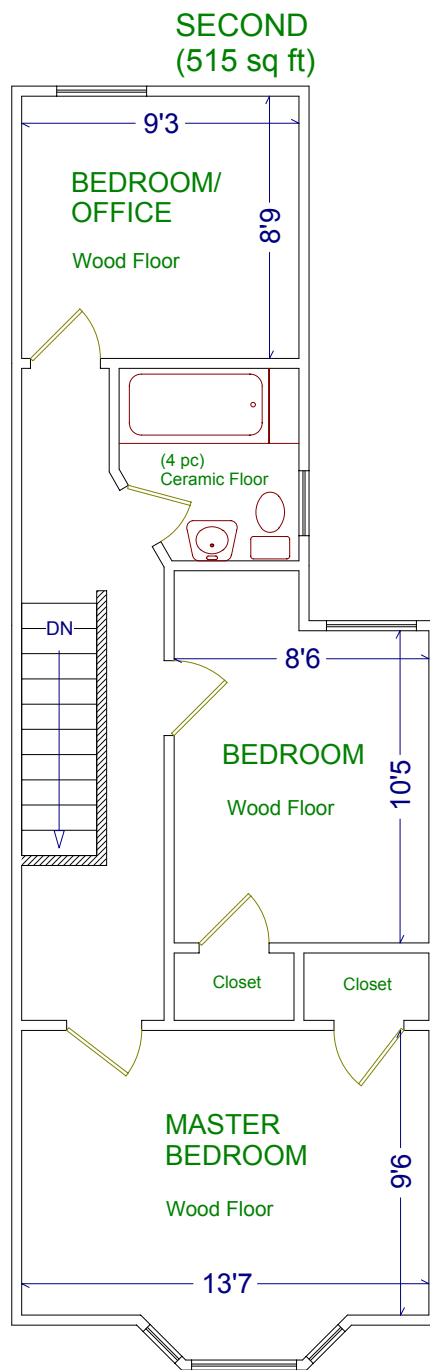 SECOND
(515 sq ft)
9'3
BEDROOM/
OFFICE
8'9
Wood Floor
(4 pc)
Ceramic Floor
DN
8'6
BEDROOM
10'5
Wood Floor
Closet
Closet
MASTER
BEDROOM
9'6
Wood Floor
13'7